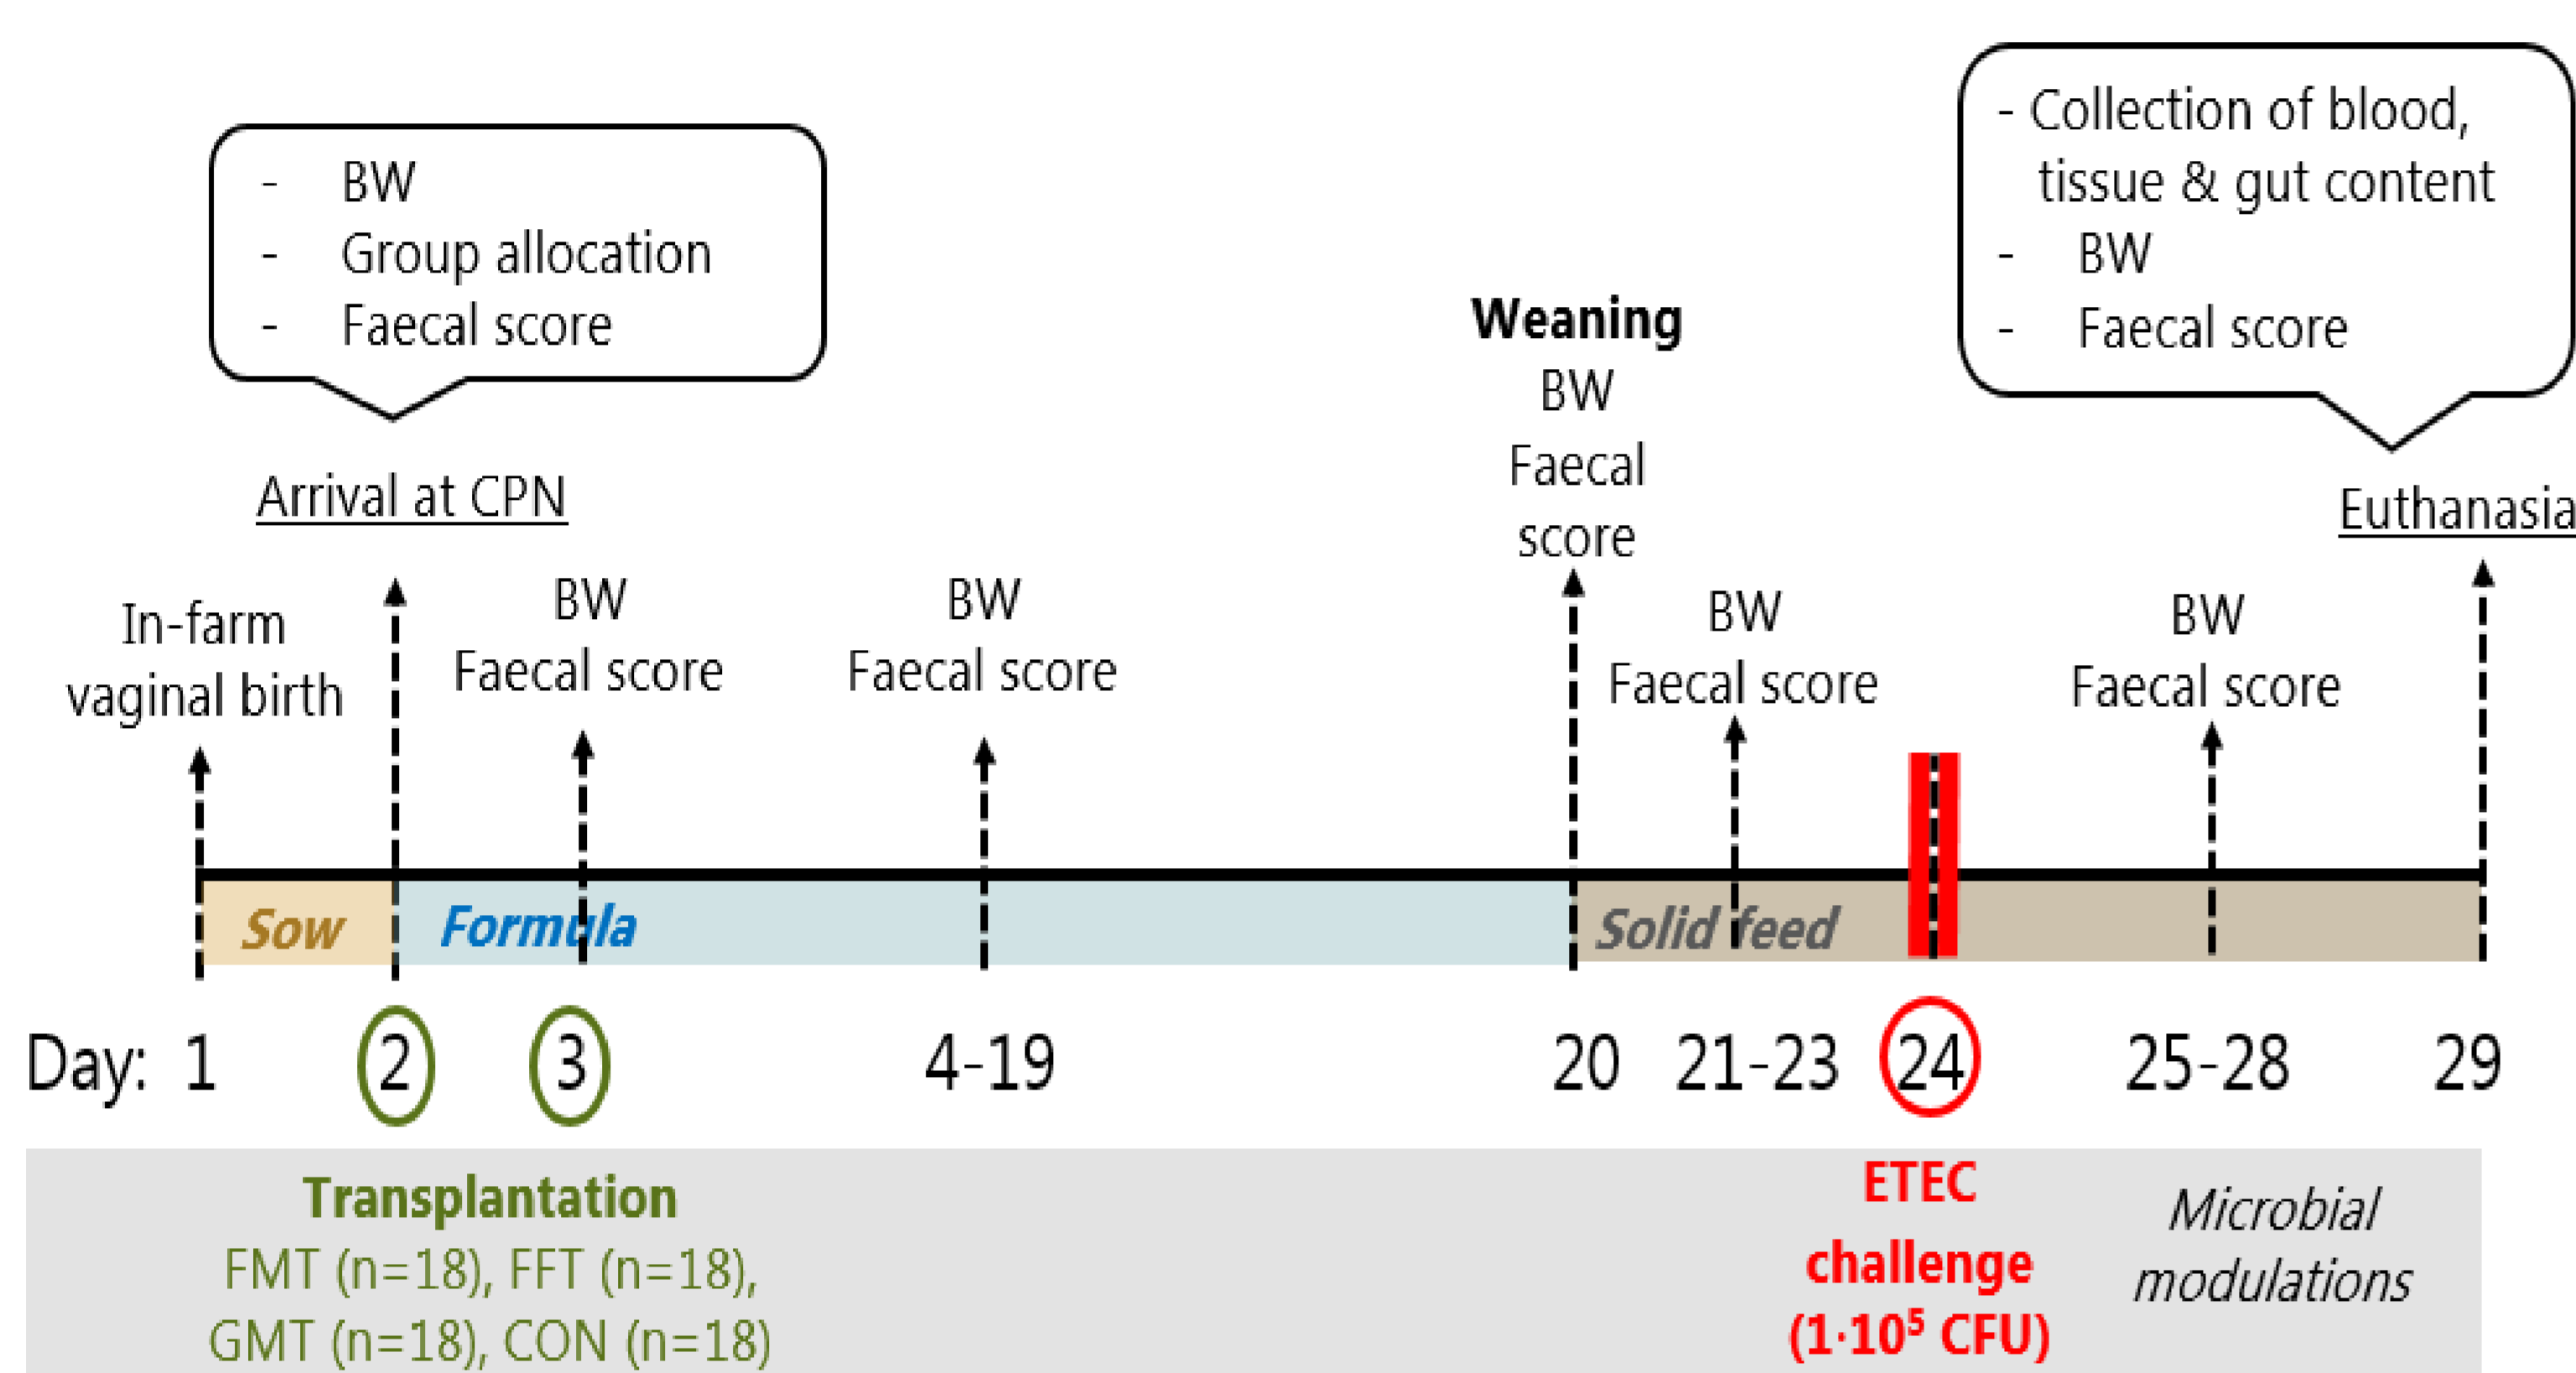 - BW
- Group allocation
- Faecal score
- Collection of blood,
tissue & gut content
- BW
- Faecal score
Arrival at CPN
Weaning
BW
Faecal
score
Euthanasia
In-farm
vaginal birth
BW
Faecal score
BW
Faecal score
BW
Faecal score
BW
Faecal score
Sow
Formula
Solid feed
Day: 1 2 3 4-19 20 21-23 24 25-28 29
Transplantation
FMT (n=18), FFT (n=18),
GMT (n=18), CON (n=18)
ETEC
challenge
(1·10⁵ CFU)
Microbial
modulations